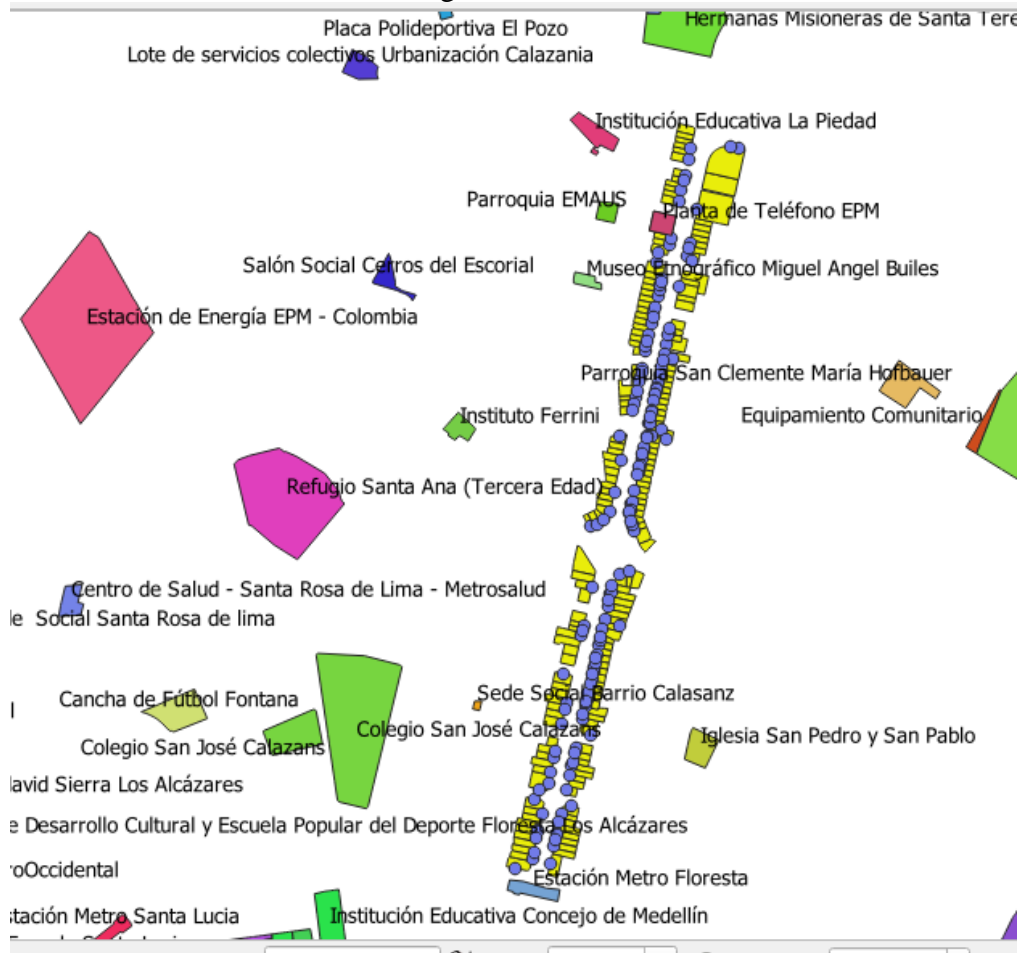 Hermanas Misioneras de Santa Tere
Placa Polideportiva El Pozo
Lote de servicios colectivos Urbanización Calazania
Institución Educativa La Piedad
Parroquia EMAUS
Planta de Teléfono EPM
Salón Social Cerros del Escorial
Museo Etnográfico Miguel Angel Builes
Estación de Energía EPM - Colombia
Parroquia San Clemente María Hofbauer
Instituto Ferrini
Equipamiento Comunitario
Refugio Santa Ana (Tercera Edad)
Centro de Salud - Santa Rosa de Lima - Metrosalud
le Social Santa Rosa de lima
Sede Social Barrio Calasanz
Cancha de Fútbol Fontana
Colegio San José Calazans
Iglesia San Pedro y San Pablo
Colegio San José Calazans
David Sierra Los Alcázares
e Desarrollo Cultural y Escuela Popular del Deporte Floresta Los Alcázares
roOccidental
Estación Metro Floresta
stación Metro Santa Lucia
Institución Educativa Concejo de Medellín